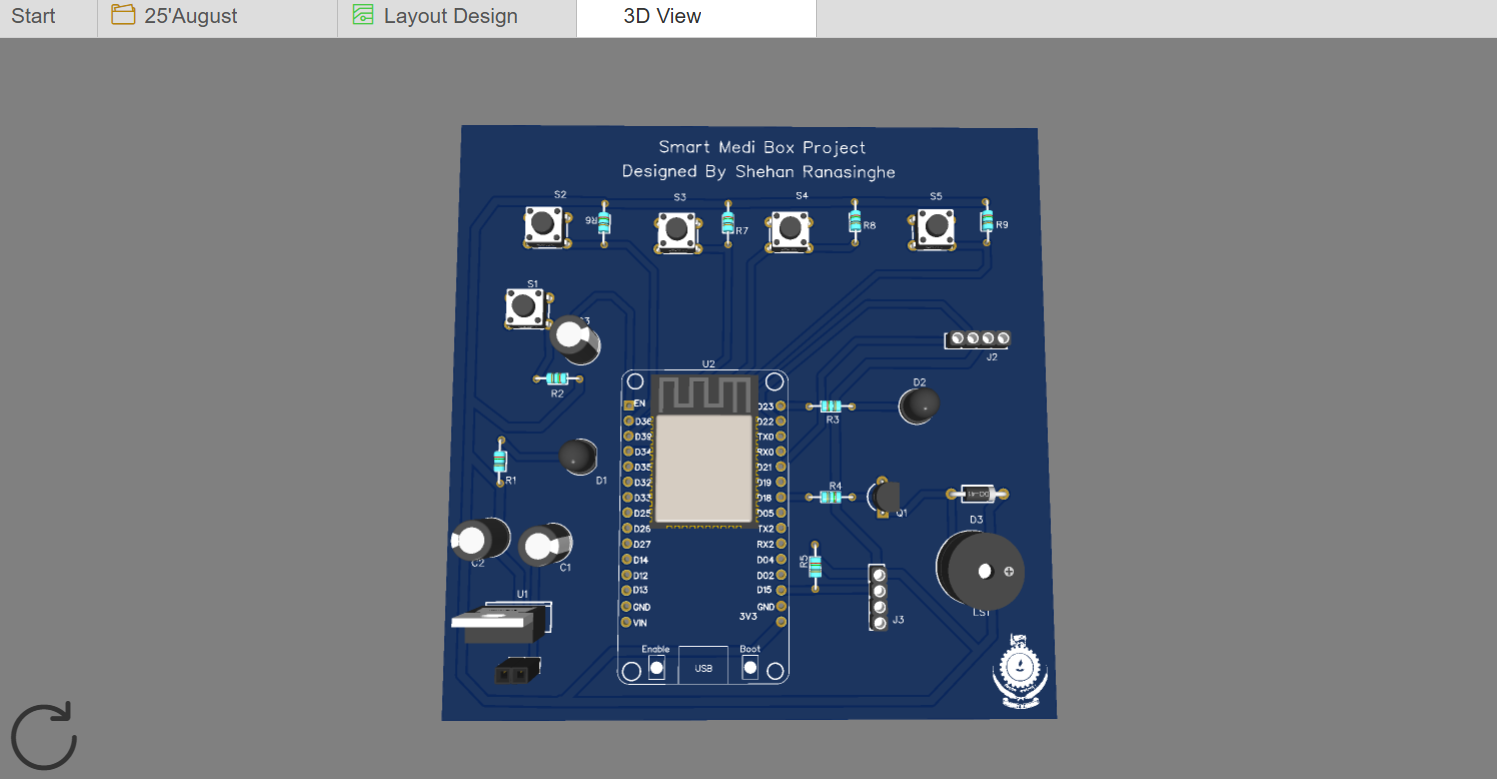 Start
25'August
Layout Design
3D View
Smart Medi Box Project
Designed By Shehan Ranasinghe
S2
S3
S4
S5
R6
R7
R8
R9
S1
R2
U2
J2
D2
EN
D36
D39
D34
D35
D32
D33
D25
D26
D27
D14
D12
D13
GND
VIN
D23
D22
TX0
RX0
D21
D19
D18
D05
TX2
RX2
D04
D02
D15
GND
3V3
R3
R1
D1
R4
Q1
D3
C2
C1
R5
U1
J3
LS1
Enable
USB
Boot